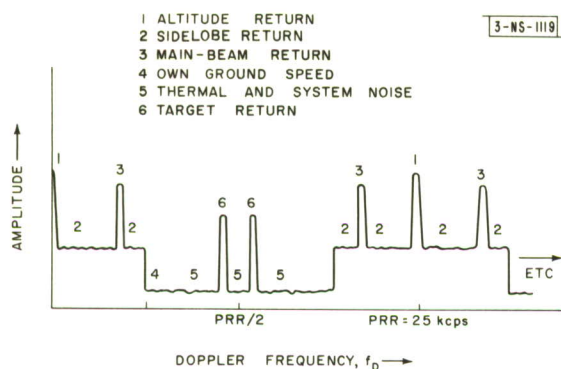 3-NS-1119
1 ALTITUDE RETURN
2 SIDELOBE RETURN
3 MAIN-BEAM RETURN
4 OWN GROUND SPEED
5 THERMAL AND SYSTEM NOISE
6 TARGET RETURN
AMPLITUDE
1
3
2
2
4
5
6
6
5
5
2
3
2
1
2
3
2
ETC
PRR/2
PRR = 25 kcps
DOPPLER FREQUENCY, fD